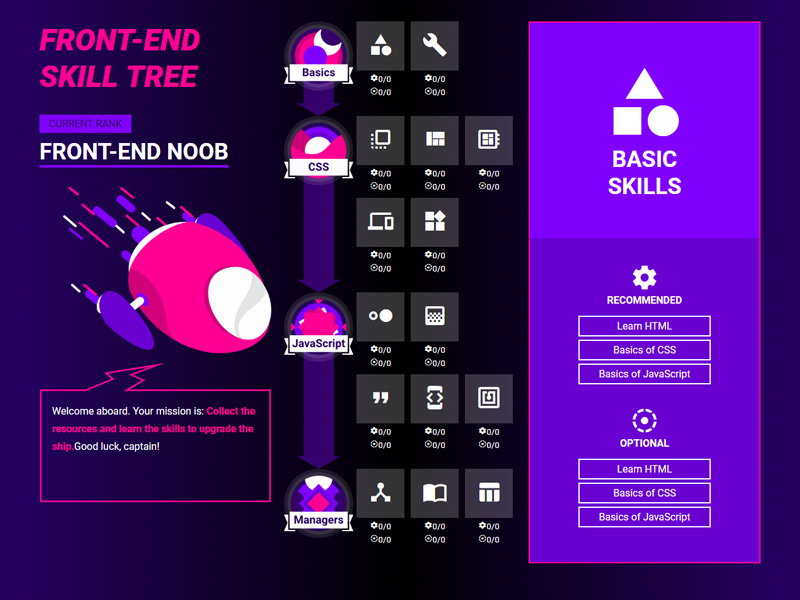 FRONT-END
SKILL TREE
CURRENT RANK
FRONT-END NOOB
Welcome aboard. Your mission is: Collect the
resources and learn the skills to upgrade the
ship.Good luck, captain!
Basics
0/0 0/0
0/0 0/0
CSS
0/0 0/0 0/0
0/0 0/0 0/0
0/0 0/0
0/0 0/0
JavaScript
0/0 0/0
0/0 0/0
0/0 0/0 0/0
0/0 0/0 0/0
Managers
0/0 0/0 0/0
0/0 0/0 0/0
BASIC
SKILLS
RECOMMENDED
Learn HTML
Basics of CSS
Basics of JavaScript
OPTIONAL
Learn HTML
Basics of CSS
Basics of JavaScript